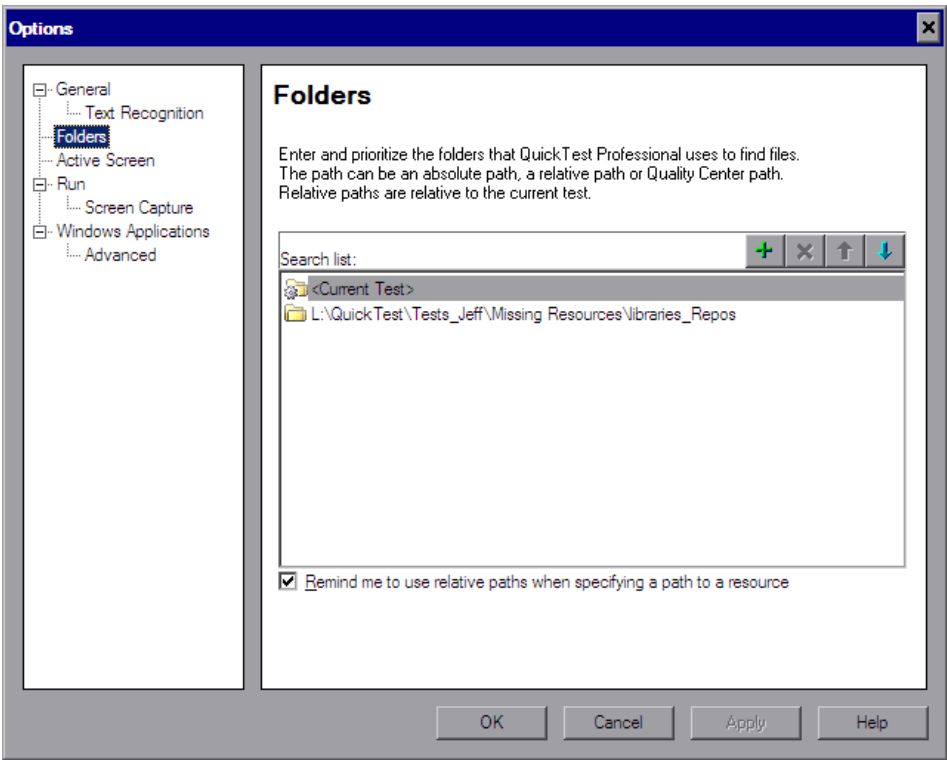 Options
General
Text Recognition
Folders
Active Screen
Run
Screen Capture
Windows Applications
Advanced
Folders
Enter and prioritize the folders that QuickTest Professional uses to find files.
The path can be an absolute path, a relative path or Quality Center path.
Relative paths are relative to the current test.
Search list:
<Current Test>
L:\QuickTest\Tests_Jeff\Missing Resources\libraries_Repos
Remind me to use relative paths when specifying a path to a resource
OK
Cancel
Apply
Help